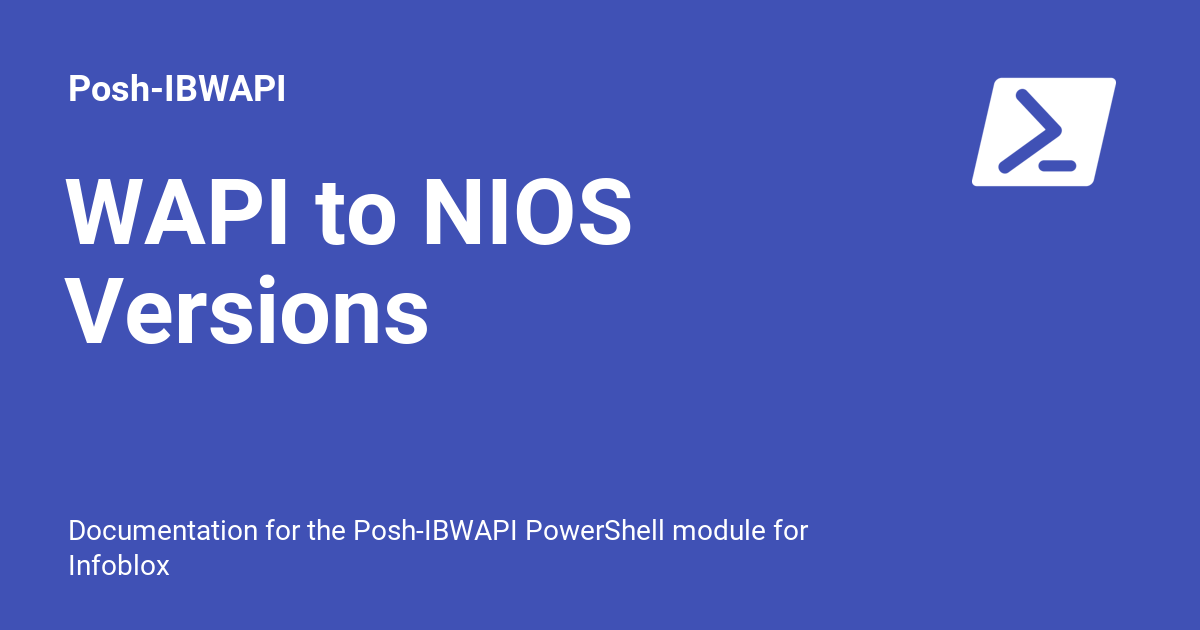 Posh-IBWAPI
WAPI to NIOS
Versions
Documentation for the Posh-IBWAPI PowerShell module for
Infoblox